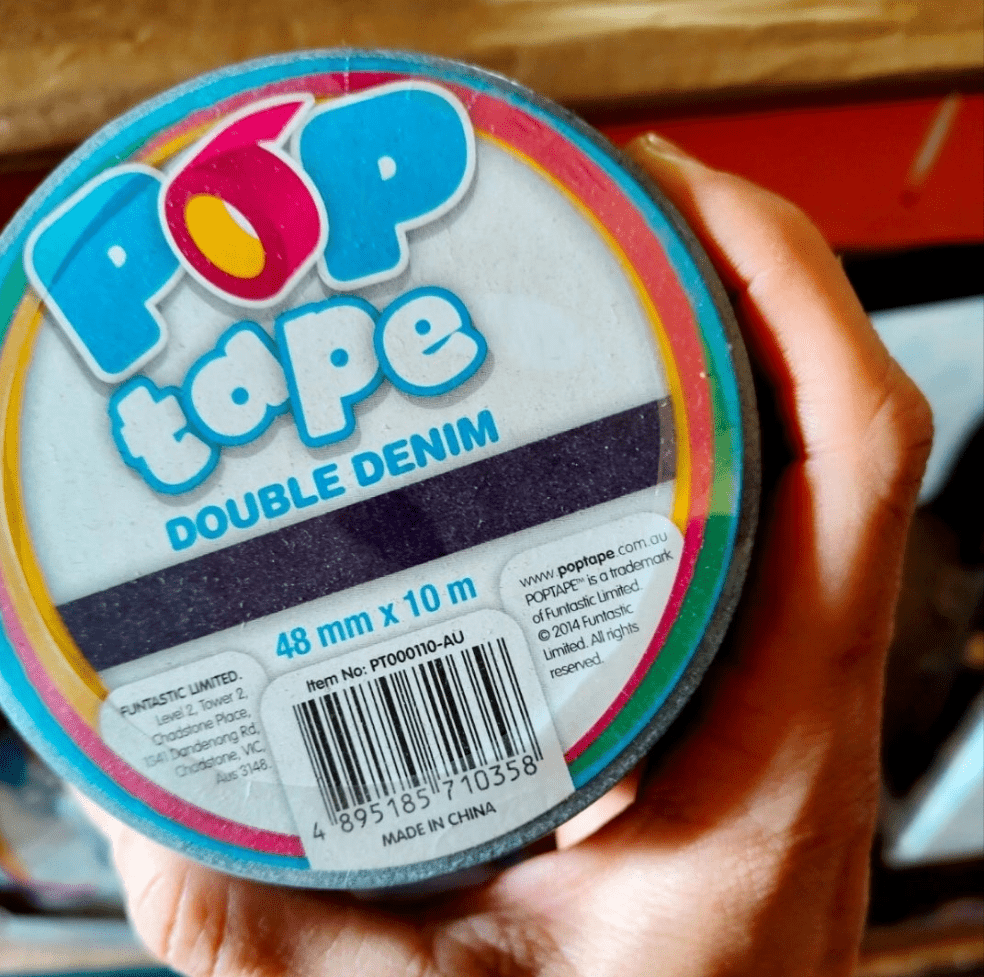 POP
tape
DOUBLE DENIM
48 mm x 10 m
www.poptape.com.au
POPTAPE™ is a trademark
of Funtastic Limited.
© 2014 Funtastic
Limited. All rights
reserved.
Item No: PT000110-AU
4 895185 710358
MADE IN CHINA
FUNTASTIC LIMITED.
Level 2, Tower 2,
Chadstone Place,
1341 Dandenong Rd,
Chadstone, VIC.
Aus 3148.